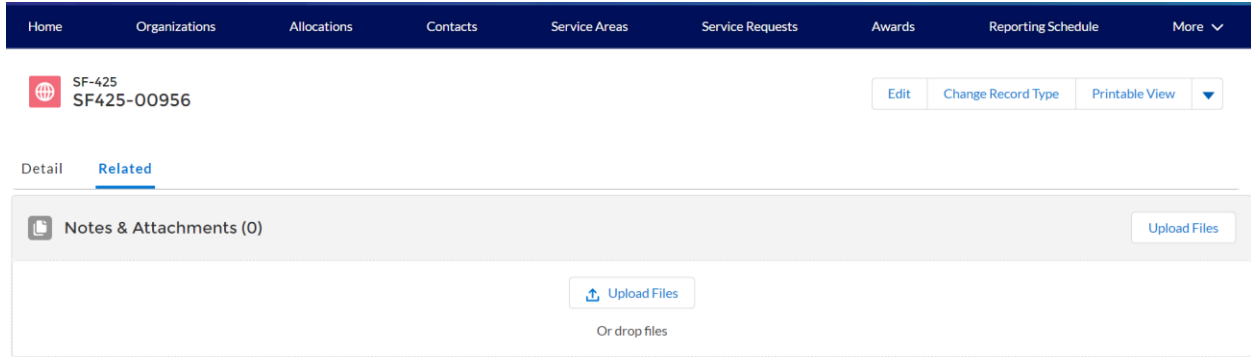 Home Organizations Allocations Contacts Service Areas Service Requests Awards Reporting Schedule More
SF-425
SF425-00956
Edit Change Record Type Printable View
Detail Related
Notes & Attachments (0) Upload Files
Upload Files
Or drop files